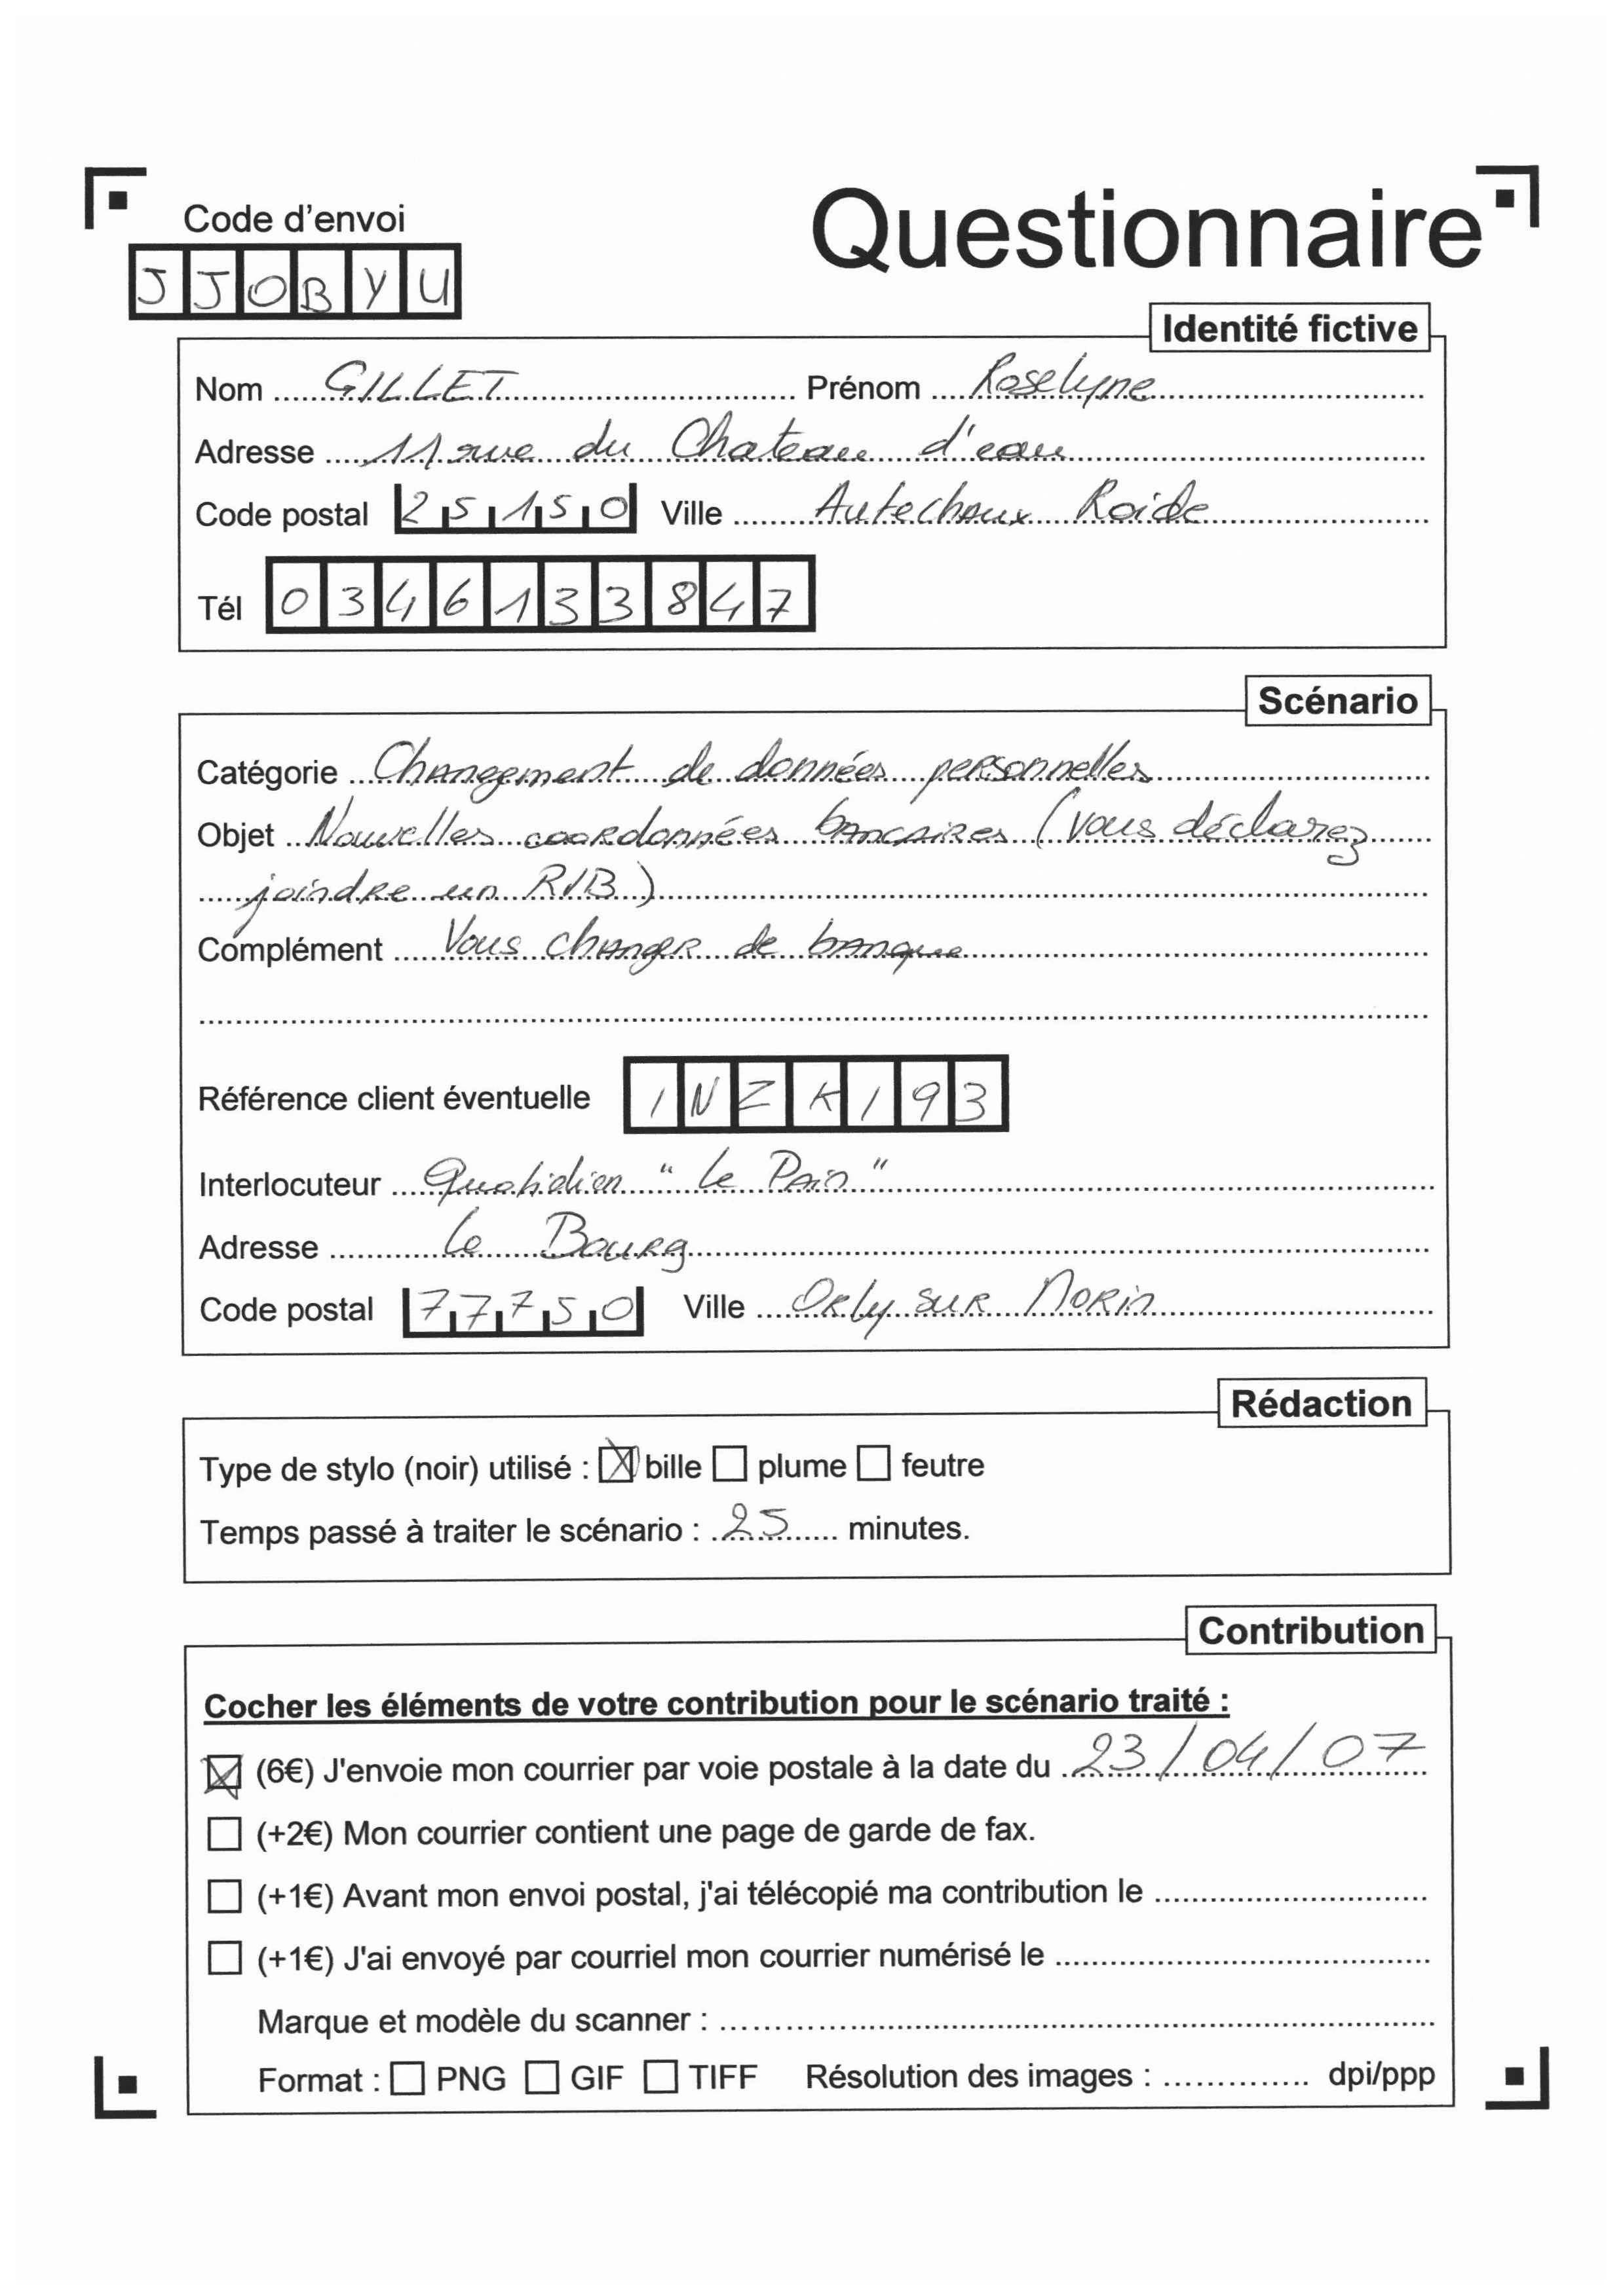 Code d'envoi
Questionnaire
JJOBYU
Identité fictive
Nom GILLET Prénom Roselyne
Adresse 11 rue du Chateau d'eau
Code postal 25150 Ville Autechaux Roide
Tél 0346133847
Scénario
Catégorie Changement de données personnelles
Objet Nouvelles coordonnées bancaires (vous déclarez
joindre un RIB)
Complément Vous changer de banque
Référence client éventuelle INZKI93
Interlocuteur Quotidien "Le Pain"
Adresse Le Bourg
Code postal 77750 Ville Orly sur Morin
Rédaction
Type de stylo (noir) utilisé : ☒ bille ☐ plume ☐ feutre
Temps passé à traiter le scénario : 25 minutes.
Contribution
Cocher les éléments de votre contribution pour le scénario traité :
☒ (6€) J'envoie mon courrier par voie postale à la date du 23/04/07
☐ (+2€) Mon courrier contient une page de garde de fax.
☐ (+1€) Avant mon envoi postal, j'ai télécopié ma contribution le
☐ (+1€) J'ai envoyé par courriel mon courrier numérisé le
Marque et modèle du scanner :
Format : ☐ PNG ☐ GIF ☐ TIFF Résolution des images : dpi/ppp